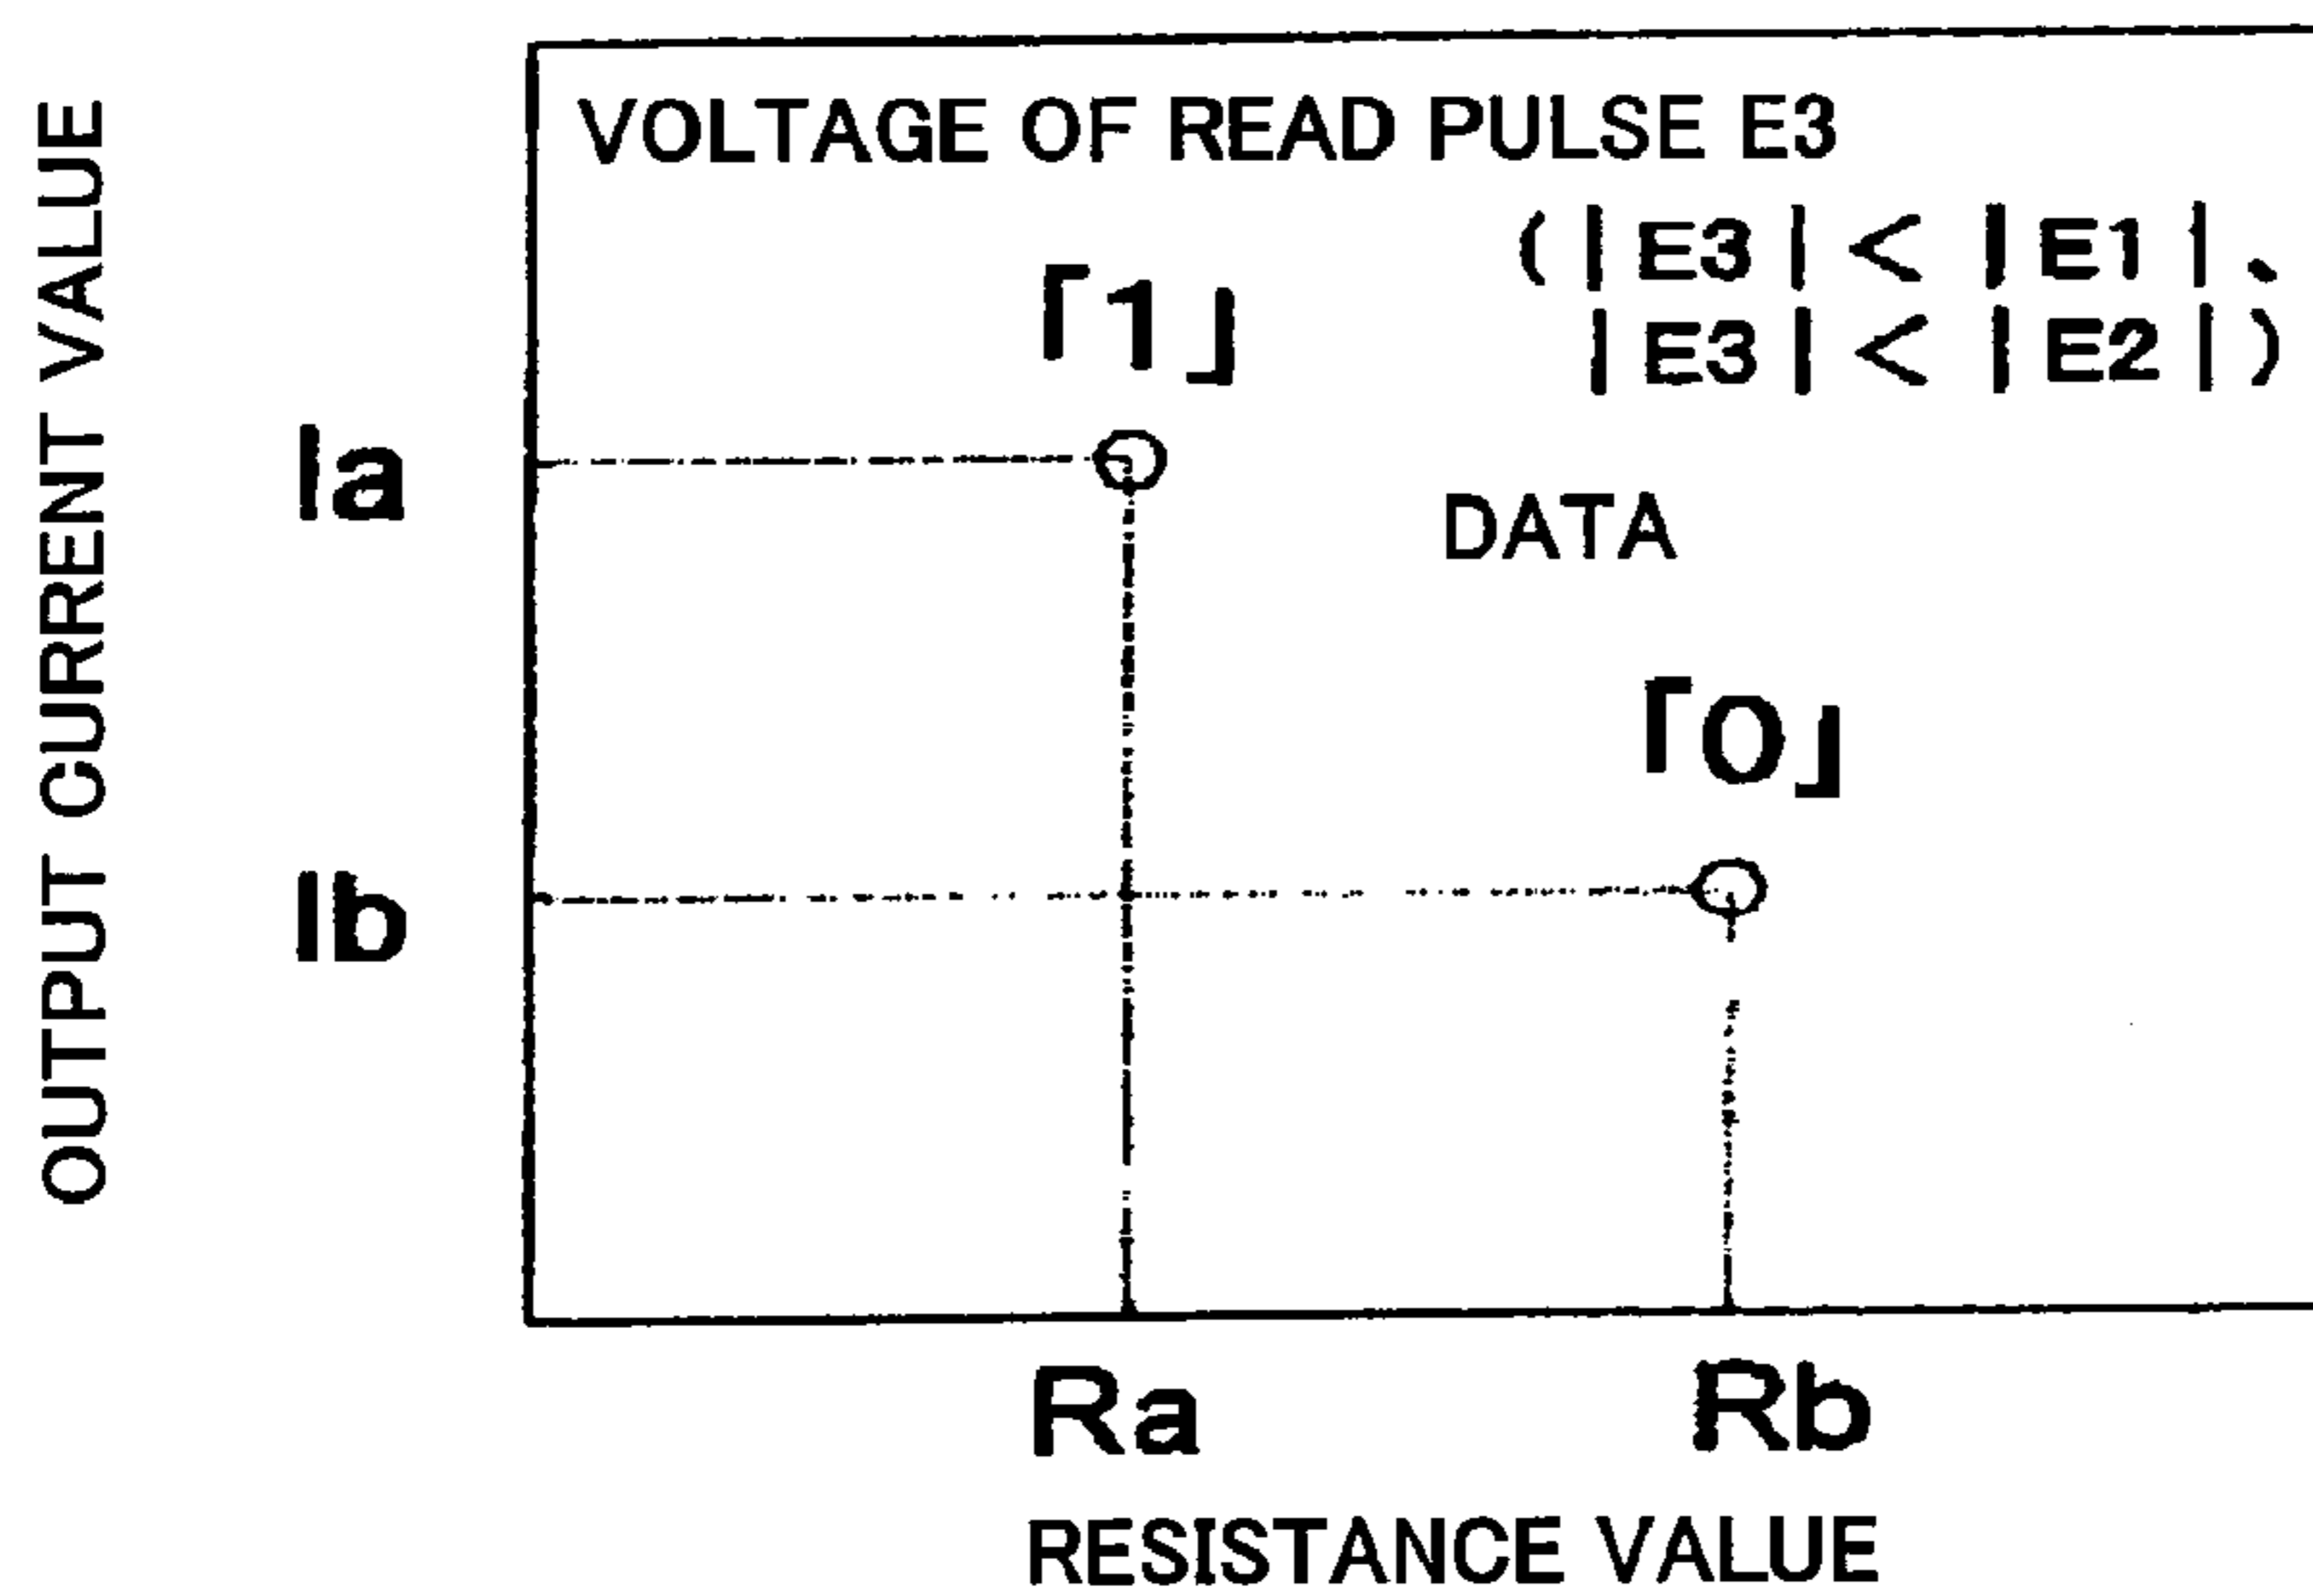 VOLTAGE OF READ PULSE E3
(|E3|<|E1|、
|E3|<|E2|)
「1」
OUTPUT CURRENT VALUE
Ia
DATA
「0」
Ib
Ra
Rb
RESISTANCE VALUE